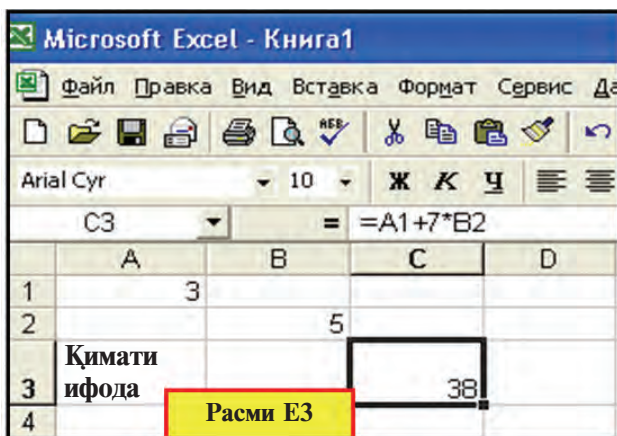 Microsoft Excel - Книга1
Файл Правка Вид Вставка Формат Сервис Да
Arial Cyr 10 Ж К Ч
C3 = =A1+7*B2
A B C D
1 3
2 5
3 Қимати ифода 38
4
Расми Е3